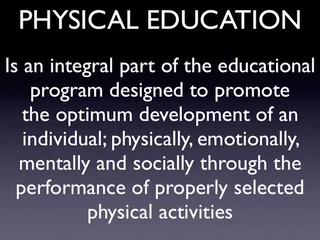 PHYSICAL EDUCATION
Is an integral part of the educational
program designed to promote
the optimum development of an
individual; physically, emotionally,
mentally and socially through the
performance of properly selected
physical activities